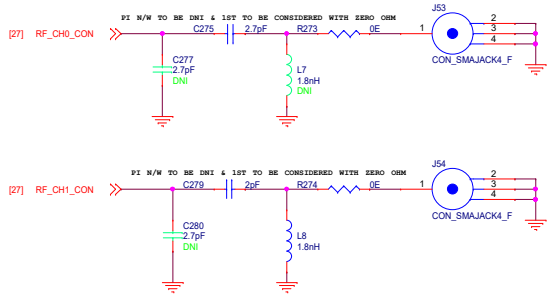 PI N/W TO BE DNI & 1ST TO BE CONSIDERED WITH ZERO OHM
J53
[27] RF_CH0_CON
C275
2.7pF
R273
0E
1
2
3
4
CON_SMAJACK4_F
C277
2.7pF
DNI
L7
1.8nH
DNI
PI N/W TO BE DNI & 1ST TO BE CONSIDERED WITH ZERO OHM
J54
[27] RF_CH1_CON
C279
2pF
R274
0E
1
2
3
4
CON_SMAJACK4_F
C280
2.7pF
DNI
L8
1.8nH